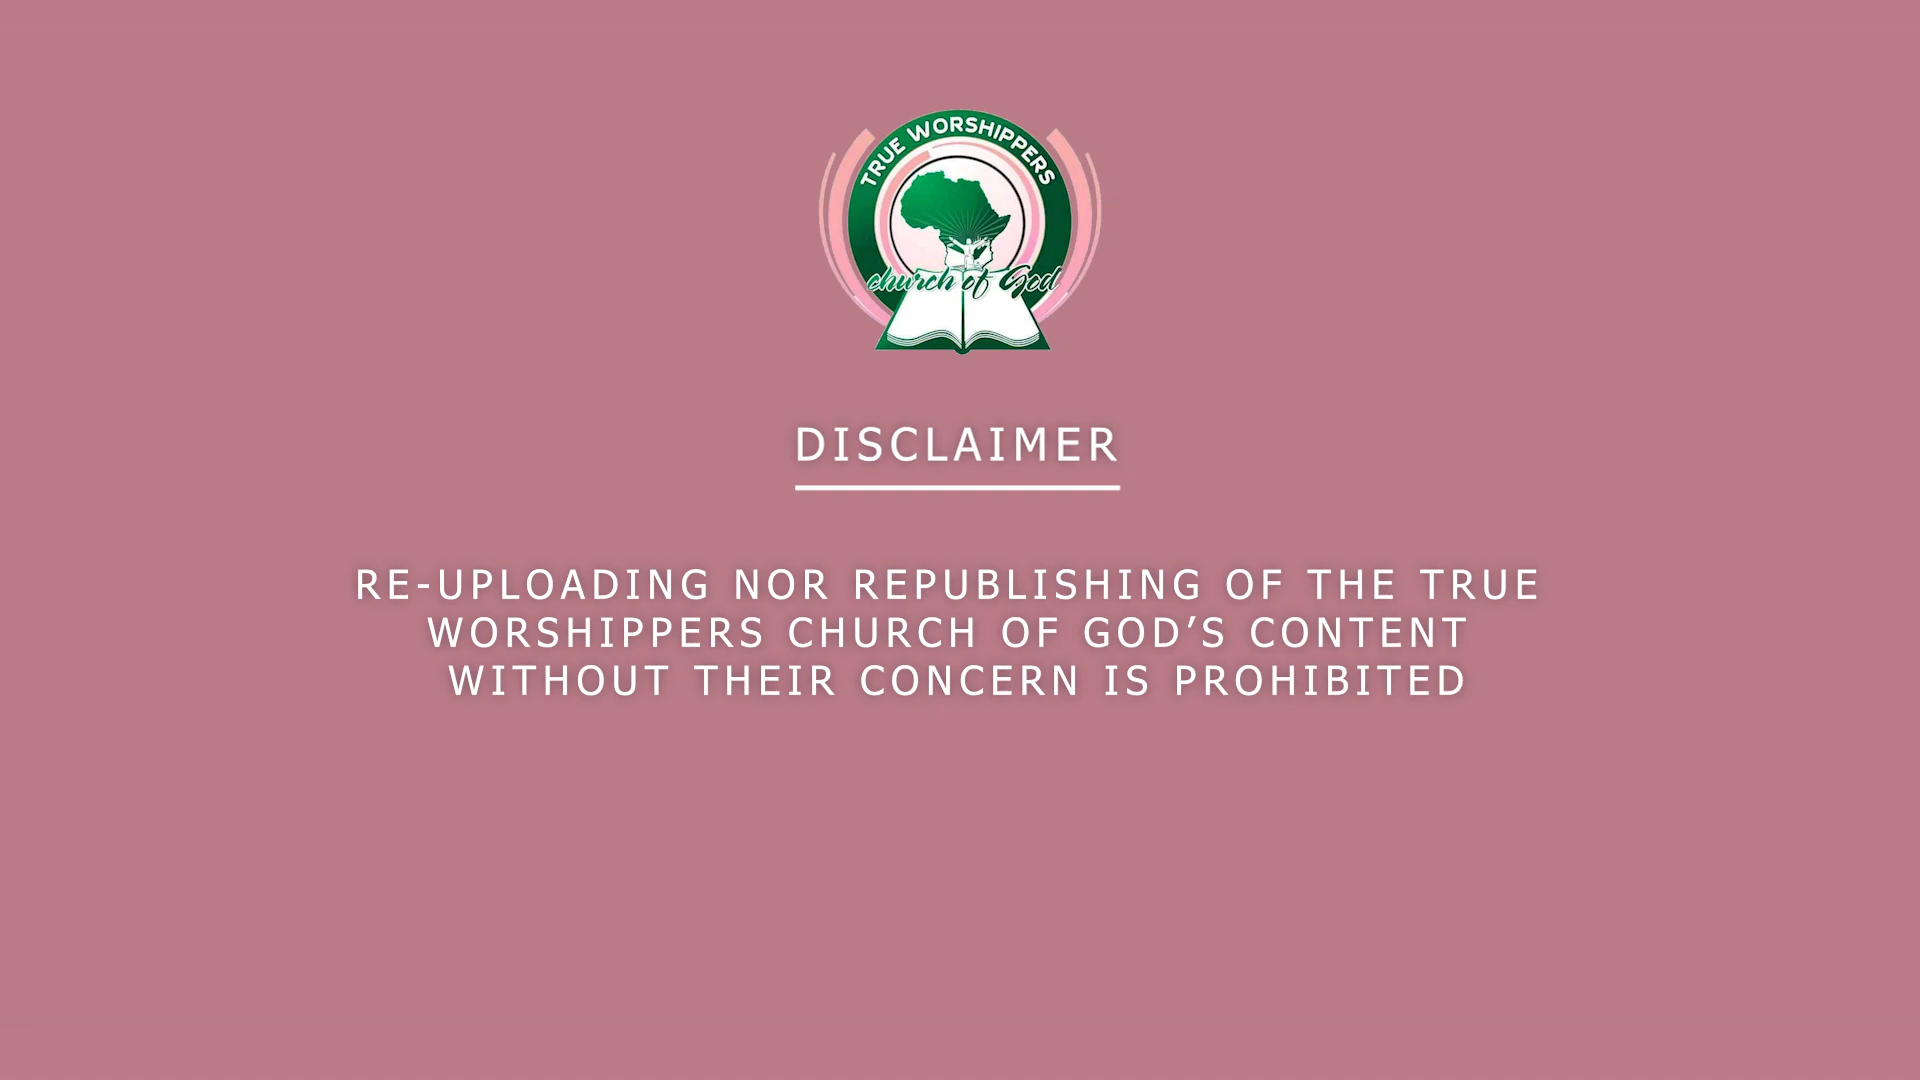 TRUE WORSHIPPERS
church of God
DISCLAIMER
RE-UPLOADING NOR REPUBLISHING OF THE TRUE
WORSHIPPERS CHURCH OF GOD’S CONTENT
WITHOUT THEIR CONCERN IS PROHIBITED